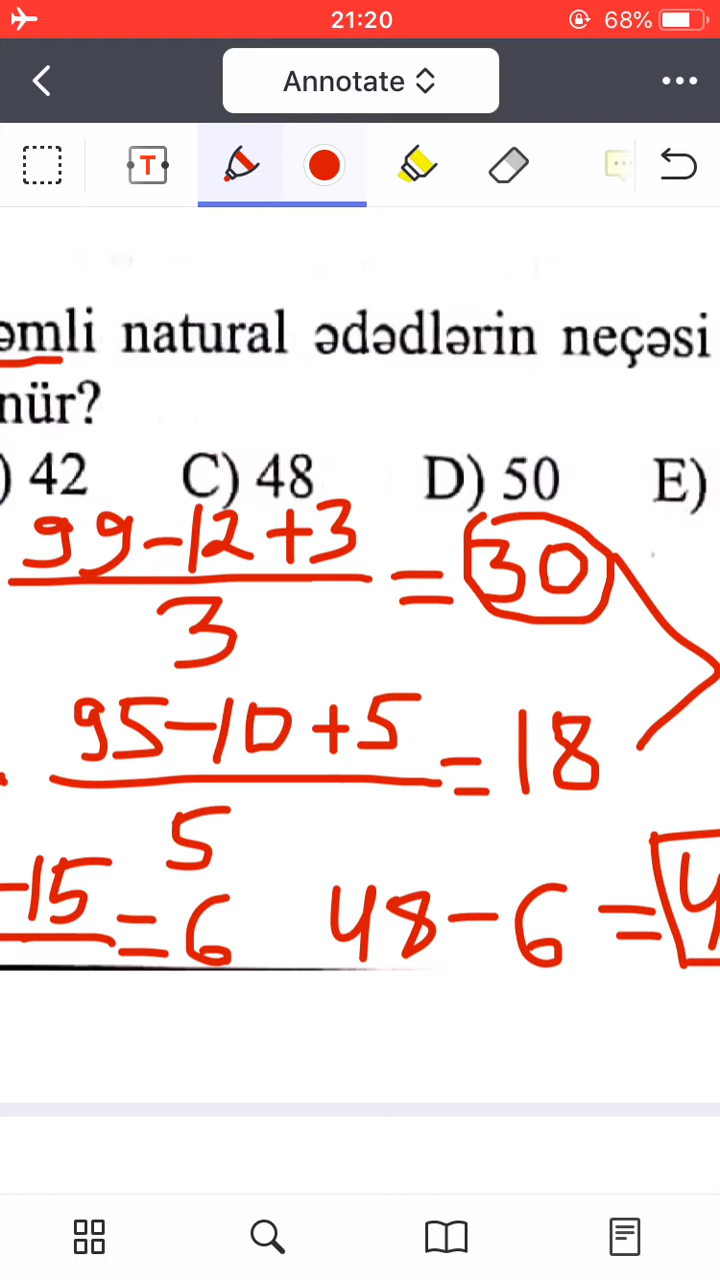 21:20
68%
Annotate
T
əmli natural ədədlərin neçəsi
nür?
) 42 C) 48 D) 50 E)
99-12+3
= 30
3
95-10+5
= 18
5
-15
= 6 48-6 = 4